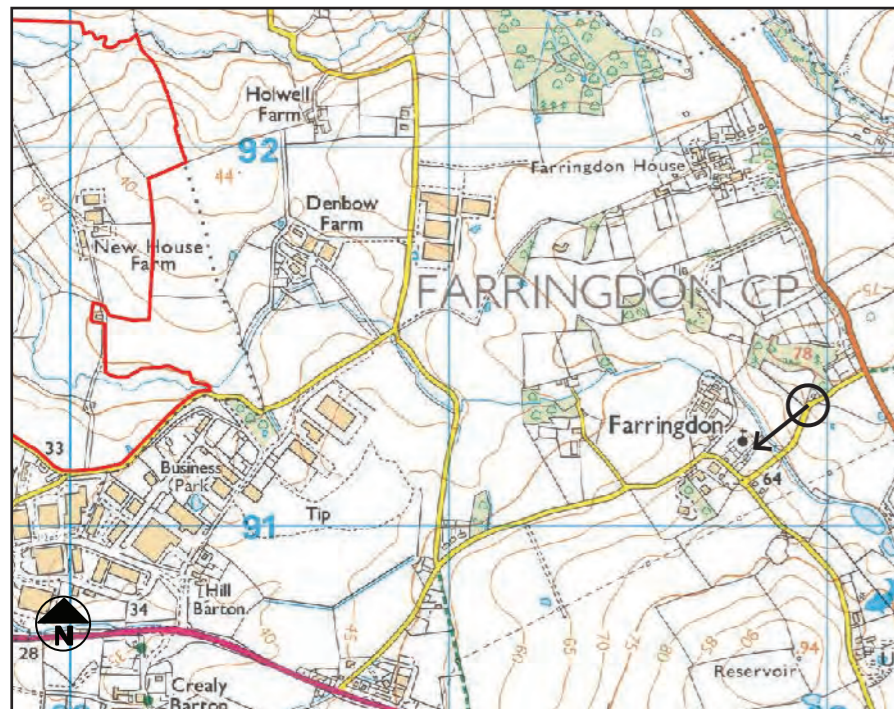 Holwell
Farm
92
44
40
Farringdon House
Denbow
Farm
New House
Farm
FARRINGDON CP
75
78
Farringdon
33
Business
Park
64
91
Tip
Hill
Barton
34
N
28
35
40
45
60
65
70
75
80
85
90
94
Reservoir
Crealy
Barton